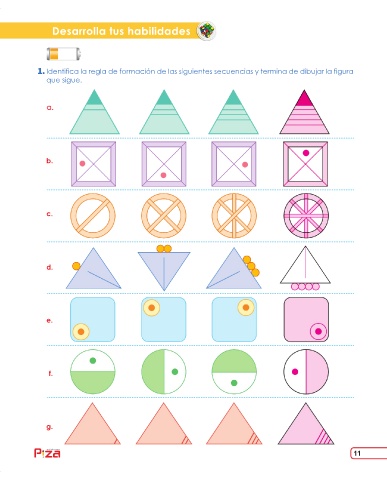 Desarrolla tus habilidades
1. Identifica la regla de formación de las siguientes secuencias y termina de dibujar la figura
que sigue.
a.
b.
c.
d.
e.
f.
g.
P1za
11